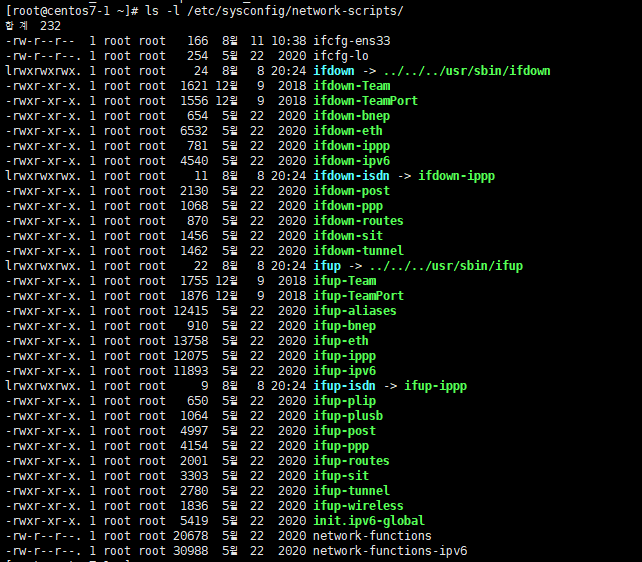 [root@centos7-1 ~]# ls -l /etc/sysconfig/network-scripts/
합계 232
-rw-r--r-- 1 root root 166 8월 11 10:38 ifcfg-ens33
-rw-r--r--. 1 root root 254 5월 22 2020 ifcfg-lo
lrwxrwxrwx. 1 root root 24 8월 8 20:24 ifdown -> ../../../usr/sbin/ifdown
-rwxr-xr-x. 1 root root 1621 12월 9 2018 ifdown-Team
-rwxr-xr-x. 1 root root 1556 12월 9 2018 ifdown-TeamPort
-rwxr-xr-x. 1 root root 654 5월 22 2020 ifdown-bnep
-rwxr-xr-x. 1 root root 6532 5월 22 2020 ifdown-eth
-rwxr-xr-x. 1 root root 781 5월 22 2020 ifdown-ippp
-rwxr-xr-x. 1 root root 4540 5월 22 2020 ifdown-ipv6
lrwxrwxrwx. 1 root root 11 8월 8 20:24 ifdown-isdn -> ifdown-ippp
-rwxr-xr-x. 1 root root 2130 5월 22 2020 ifdown-post
-rwxr-xr-x. 1 root root 1068 5월 22 2020 ifdown-ppp
-rwxr-xr-x. 1 root root 870 5월 22 2020 ifdown-routes
-rwxr-xr-x. 1 root root 1456 5월 22 2020 ifdown-sit
-rwxr-xr-x. 1 root root 1462 5월 22 2020 ifdown-tunnel
lrwxrwxrwx. 1 root root 22 8월 8 20:24 ifup -> ../../../usr/sbin/ifup
-rwxr-xr-x. 1 root root 1755 12월 9 2018 ifup-Team
-rwxr-xr-x. 1 root root 1876 12월 9 2018 ifup-TeamPort
-rwxr-xr-x. 1 root root 12415 5월 22 2020 ifup-aliases
-rwxr-xr-x. 1 root root 910 5월 22 2020 ifup-bnep
-rwxr-xr-x. 1 root root 13758 5월 22 2020 ifup-eth
-rwxr-xr-x. 1 root root 12075 5월 22 2020 ifup-ippp
-rwxr-xr-x. 1 root root 11893 5월 22 2020 ifup-ipv6
lrwxrwxrwx. 1 root root 9 8월 8 20:24 ifup-isdn -> ifup-ippp
-rwxr-xr-x. 1 root root 650 5월 22 2020 ifup-plip
-rwxr-xr-x. 1 root root 1064 5월 22 2020 ifup-plusb
-rwxr-xr-x. 1 root root 4997 5월 22 2020 ifup-post
-rwxr-xr-x. 1 root root 4154 5월 22 2020 ifup-ppp
-rwxr-xr-x. 1 root root 2001 5월 22 2020 ifup-routes
-rwxr-xr-x. 1 root root 3303 5월 22 2020 ifup-sit
-rwxr-xr-x. 1 root root 2780 5월 22 2020 ifup-tunnel
-rwxr-xr-x. 1 root root 1836 5월 22 2020 ifup-wireless
-rwxr-xr-x. 1 root root 5419 5월 22 2020 init.ipv6-global
-rw-r--r--. 1 root root 20678 5월 22 2020 network-functions
-rw-r--r--. 1 root root 30988 5월 22 2020 network-functions-ipv6